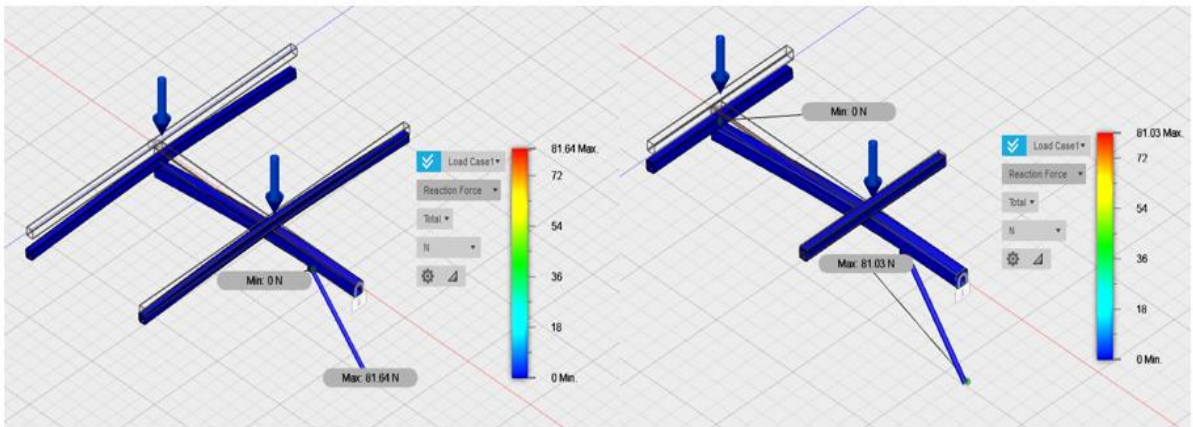 Min: 0 N
Max: 81.64 N
Load Case1
Reaction Force
Total
N
81.64 Max.
72
54
36
18
0 Min.
Min: 0 N
Max: 81.03 N
Load Case1
Reaction Force
Total
N
81.03 Max.
72
54
36
18
0 Min.